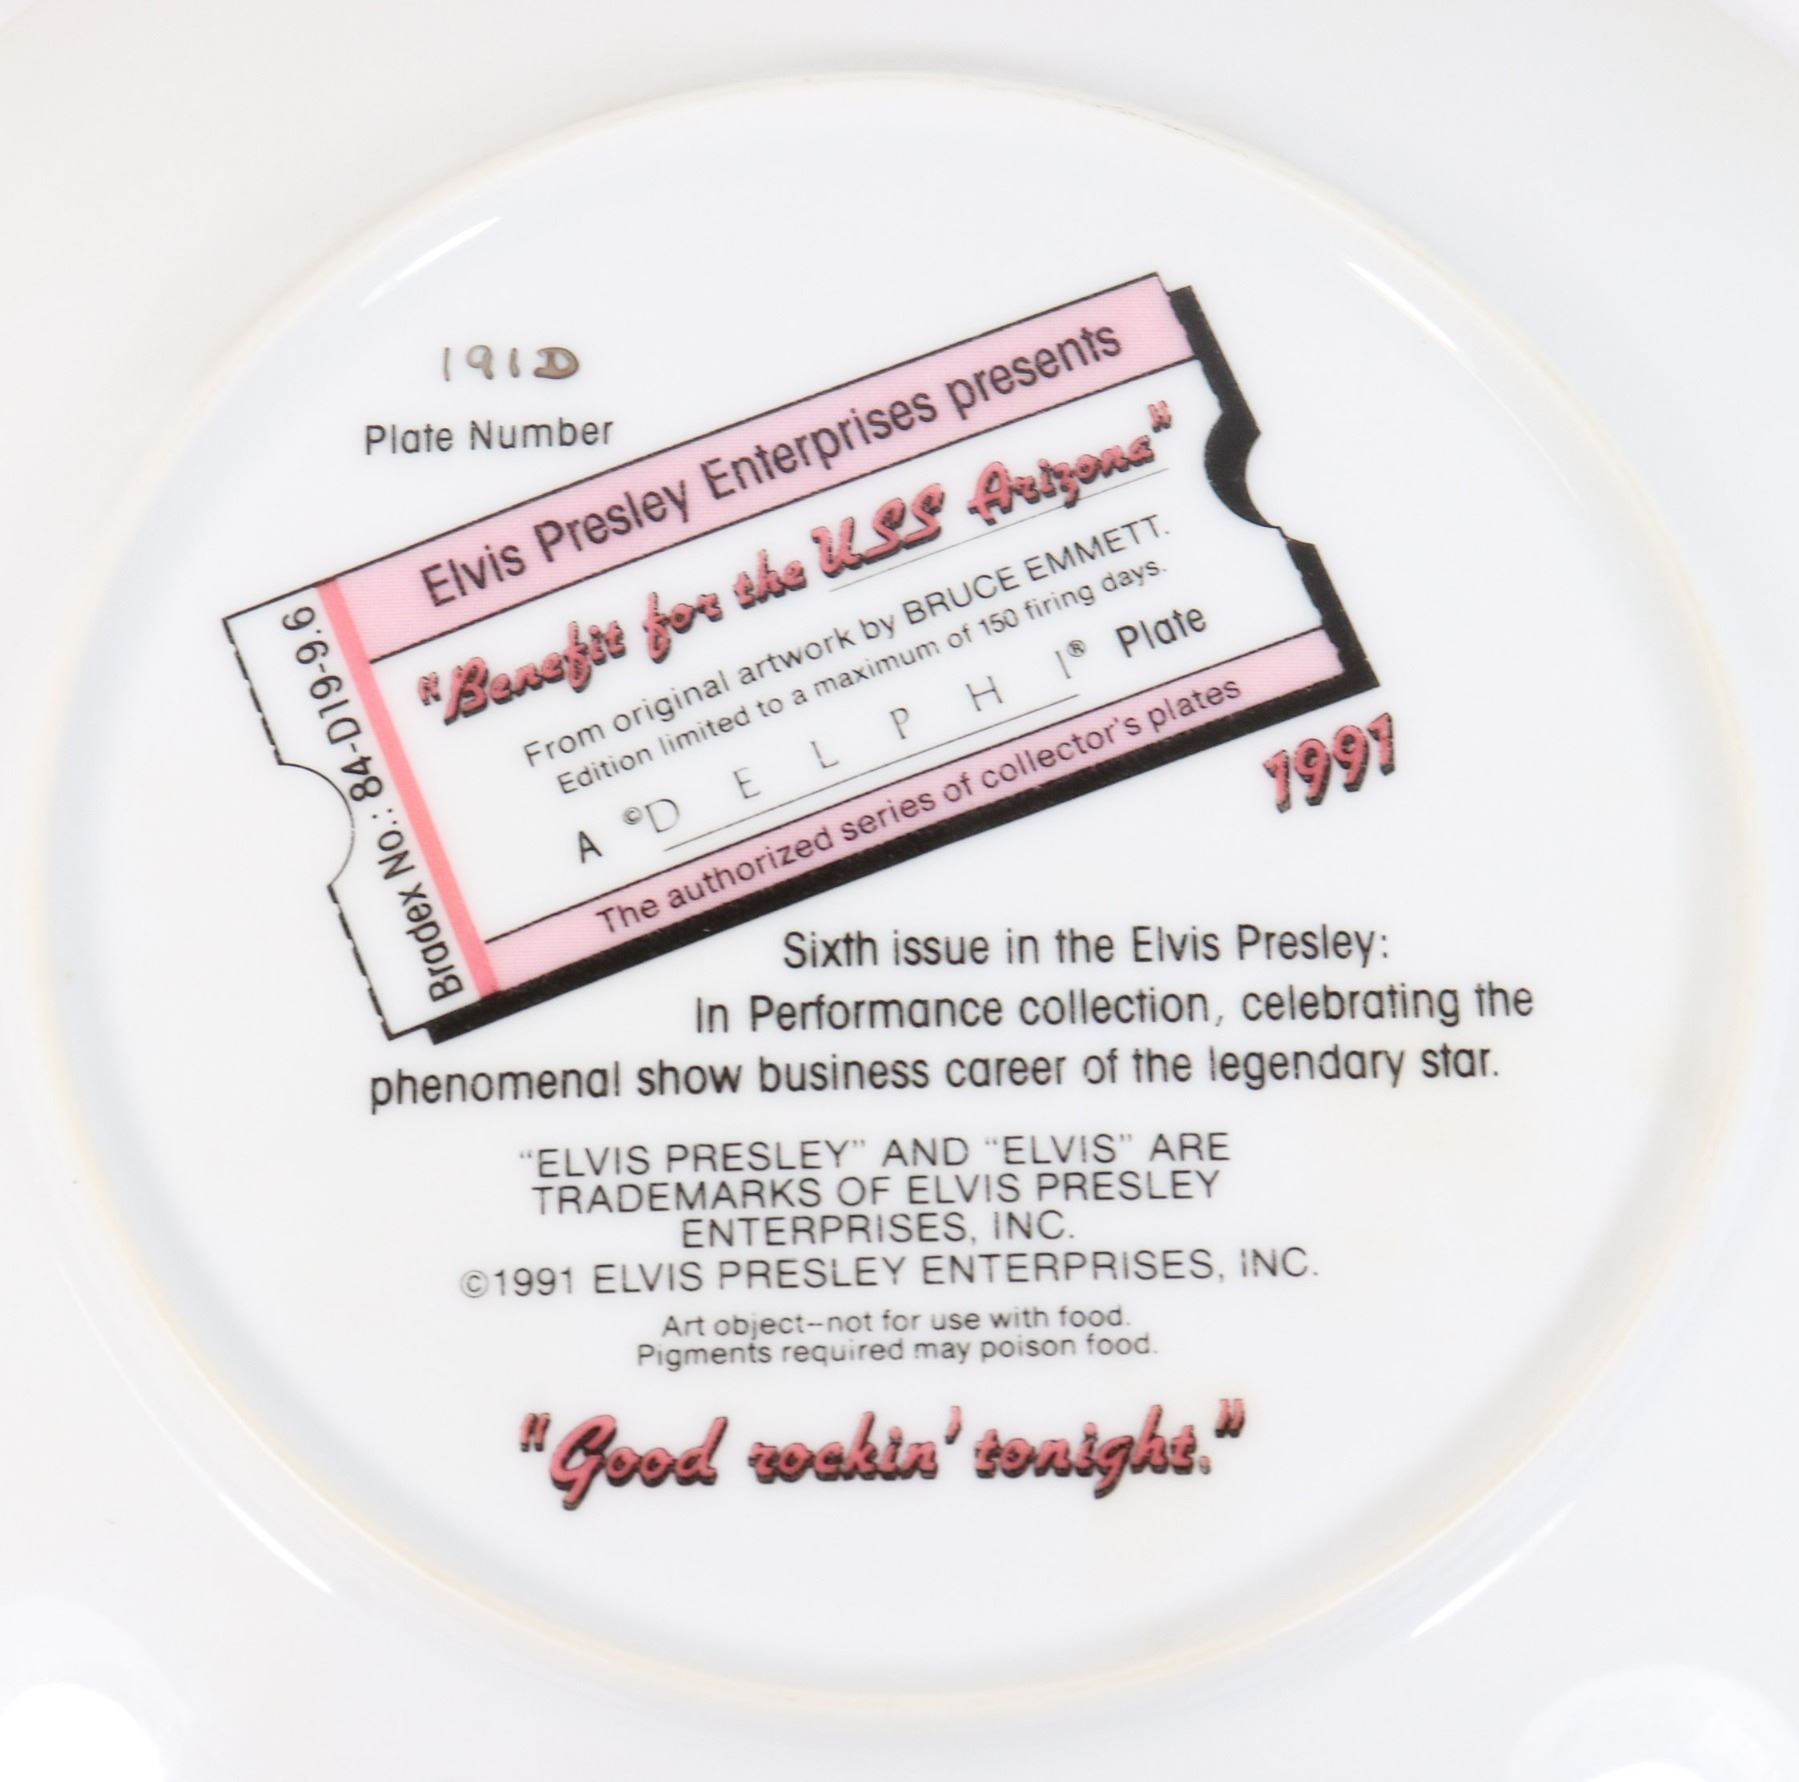 191D
Plate Number
Elvis Presley Enterprises presents
"Benefit for the USS Arizona"
From original artwork by BRUCE EMMETT.
Edition limited to a maximum of 150 firing days.
A ©DELPHI® Plate
The authorized series of collector's plates
Bradex No.: 84-D19-9.6
1991
Sixth issue in the Elvis Presley:
In Performance collection, celebrating the
phenomenal show business career of the legendary star.
"ELVIS PRESLEY" AND "ELVIS" ARE
TRADEMARKS OF ELVIS PRESLEY
ENTERPRISES, INC.
©1991 ELVIS PRESLEY ENTERPRISES, INC.
Art object--not for use with food.
Pigments required may poison food.
"Good rockin' tonight."